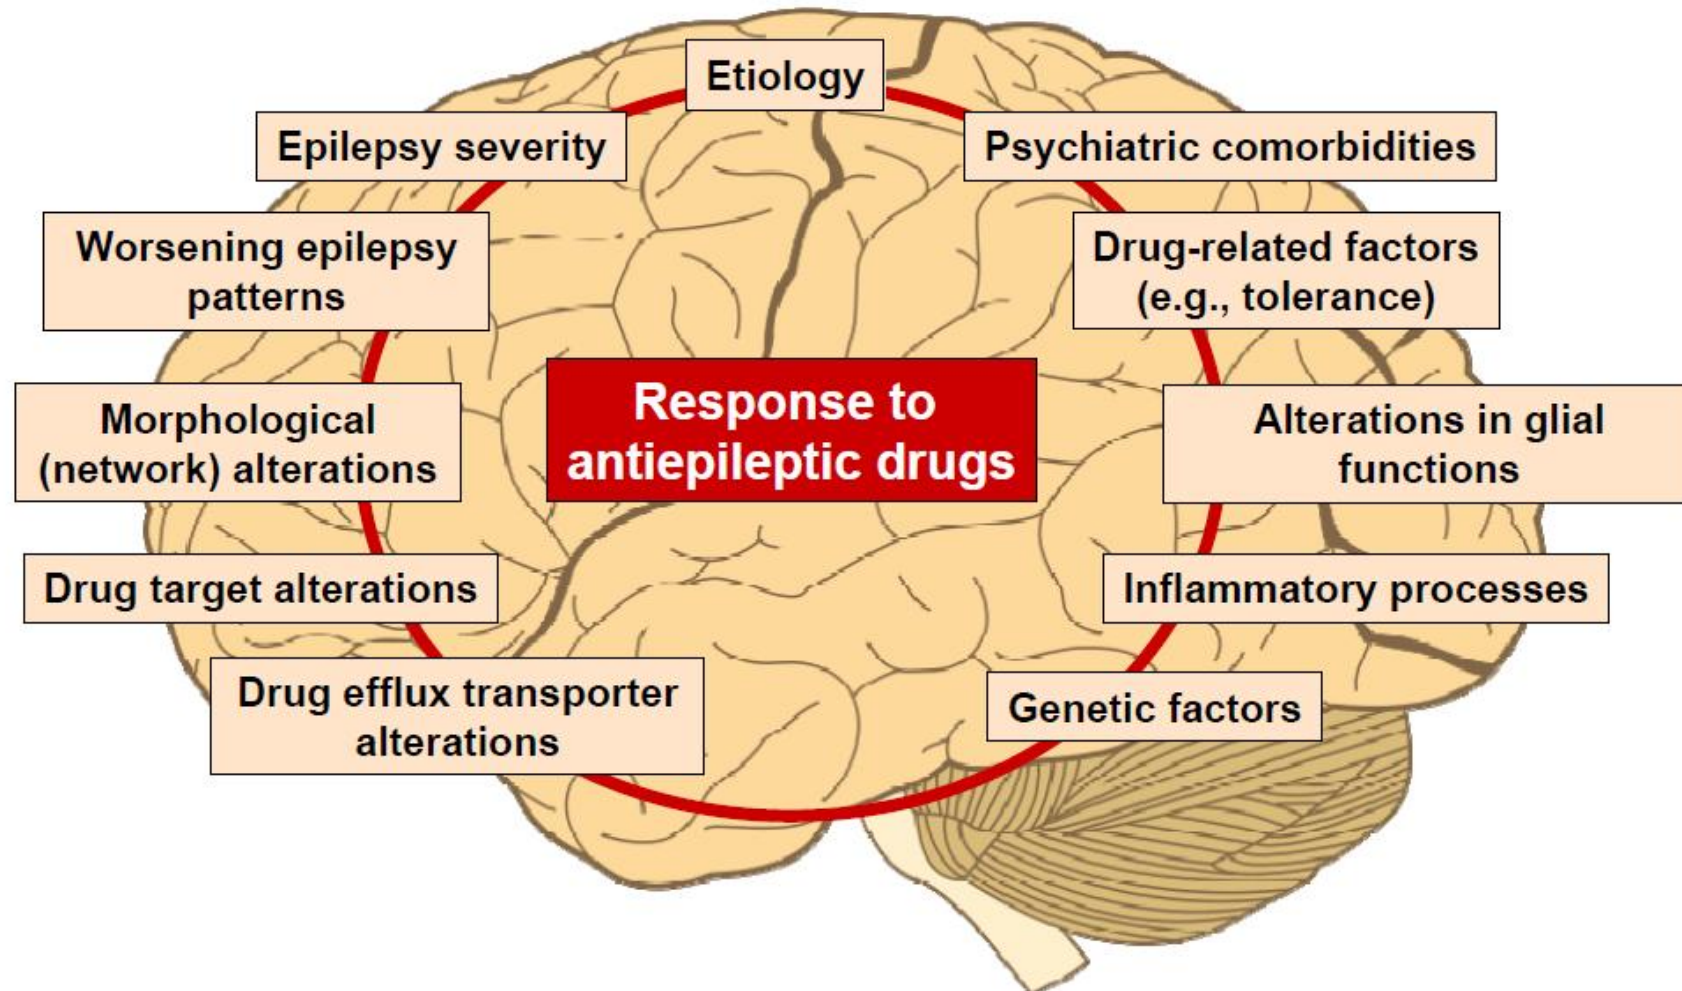 Etiology
Epilepsy severity
Psychiatric comorbidities
Worsening epilepsy
patterns
Drug-related factors
(e.g., tolerance)
Response to
antiepileptic drugs
Morphological
(network) alterations
Alterations in glial
functions
Drug target alterations
Inflammatory processes
Drug efflux transporter
alterations
Genetic factors